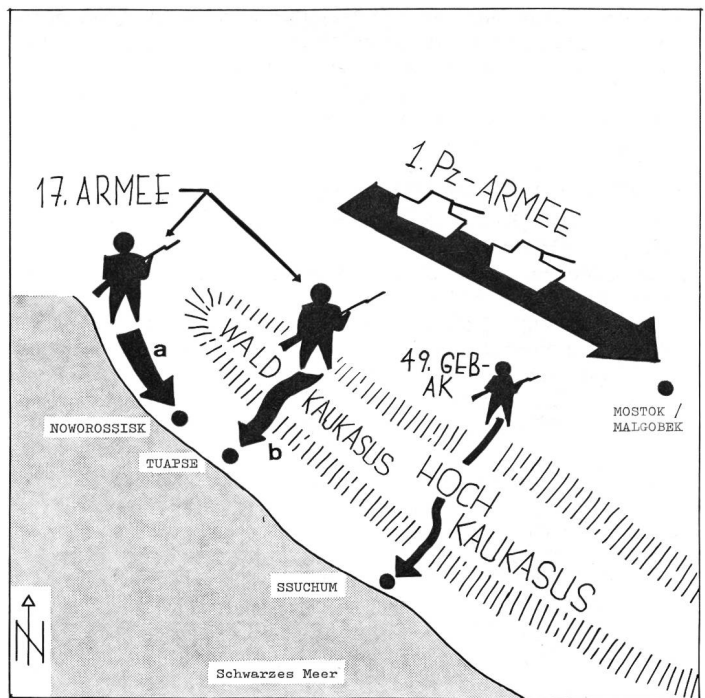 1. Pz-ARMEE
17. ARMEE
a
WALD
KAUKASUS
49. GEB-
AK
MOSTOK /
MALGOBEK
NOWOROSSISK
TUAPSE
b
HOCH
KAUKASUS
SSUCHUM
N
Schwarzes Meer